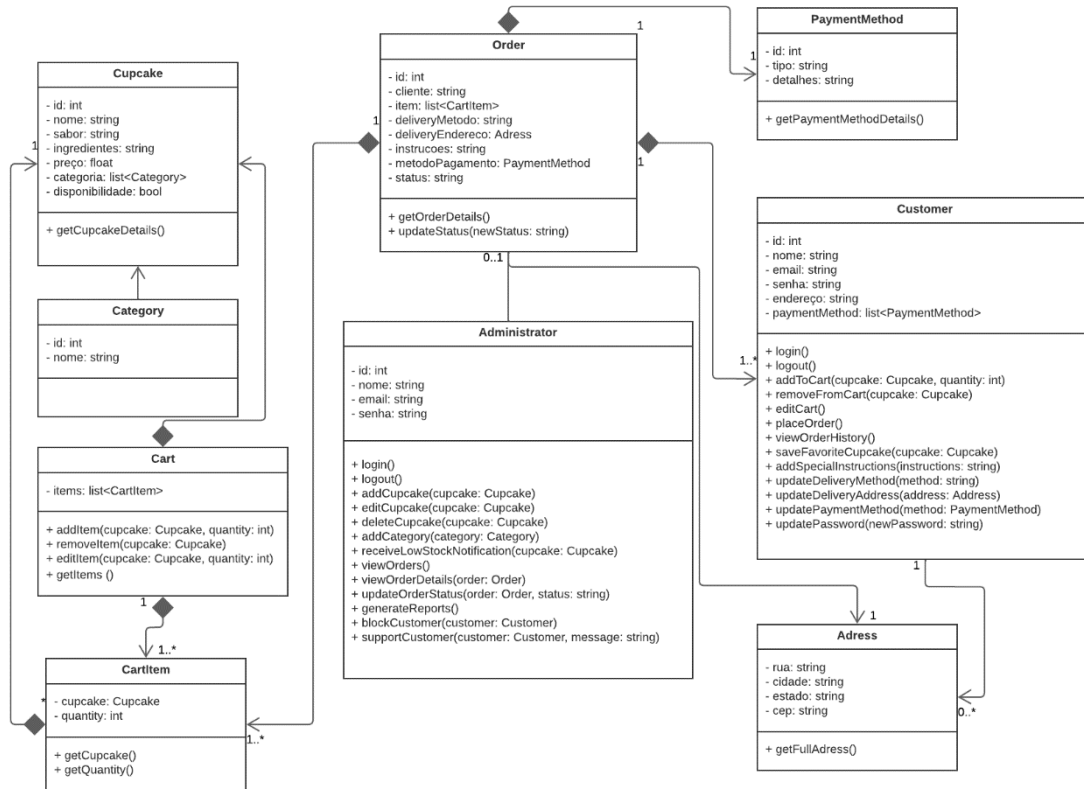 Order
- id: int
- cliente: string
- item: list<CartItem>
- deliveryMetodo: string
- deliveryEndereco: Adress
- instrucoes: string
- metodoPagamento: PaymentMethod
- status: string
+ getOrderDetails()
+ updateStatus(newStatus: string)
1
1
1
1
0..1
PaymentMethod
- id: int
- tipo: string
- detalhes: string
+ getPaymentMethodDetails()
Cupcake
- id: int
- nome: string
- sabor: string
- ingredientes: string
- preço: float
- categoria: list<Category>
- disponibilidade: bool
+ getCupcakeDetails()
1
Category
- id: int
- nome: string
Customer
- id: int
- nome: string
- email: string
- senha: string
- endereço: string
- paymentMethod: list<PaymentMethod>
+ login()
+ logout()
+ addToCart(cupcake: Cupcake, quantity: int)
+ removeFromCart(cupcake: Cupcake)
+ editCart()
+ placeOrder()
+ viewOrderHistory()
+ saveFavoriteCupcake(cupcake: Cupcake)
+ addSpecialInstructions(instructions: string)
+ updateDeliveryMethod(method: string)
+ updateDeliveryAddress(address: Address)
+ updatePaymentMethod(method: PaymentMethod)
+ updatePassword(newPassword: string)
1..*
1
Administrator
- id: int
- nome: string
- email: string
- senha: string
+ login()
+ logout()
+ addCupcake(cupcake: Cupcake)
+ editCupcake(cupcake: Cupcake)
+ deleteCupcake(cupcake: Cupcake)
+ addCategory(category: Category)
+ receiveLowStockNotification(cupcake: Cupcake)
+ viewOrders()
+ viewOrderDetails(order: Order)
+ updateOrderStatus(order: Order, status: string)
+ generateReports()
+ blockCustomer(customer: Customer)
+ supportCustomer(customer: Customer, message: string)
Cart
- items: list<CartItem>
+ addItem(cupcake: Cupcake, quantity: int)
+ removeItem(cupcake: Cupcake)
+ editItem(cupcake: Cupcake, quantity: int)
+ getItems ()
1
1..*
CartItem
- cupcake: Cupcake
- quantity: int
+ getCupcake()
+ getQuantity()
*
1..*
1
Adress
- rua: string
- cidade: string
- estado: string
- cep: string
+ getFullAdress()
0..*